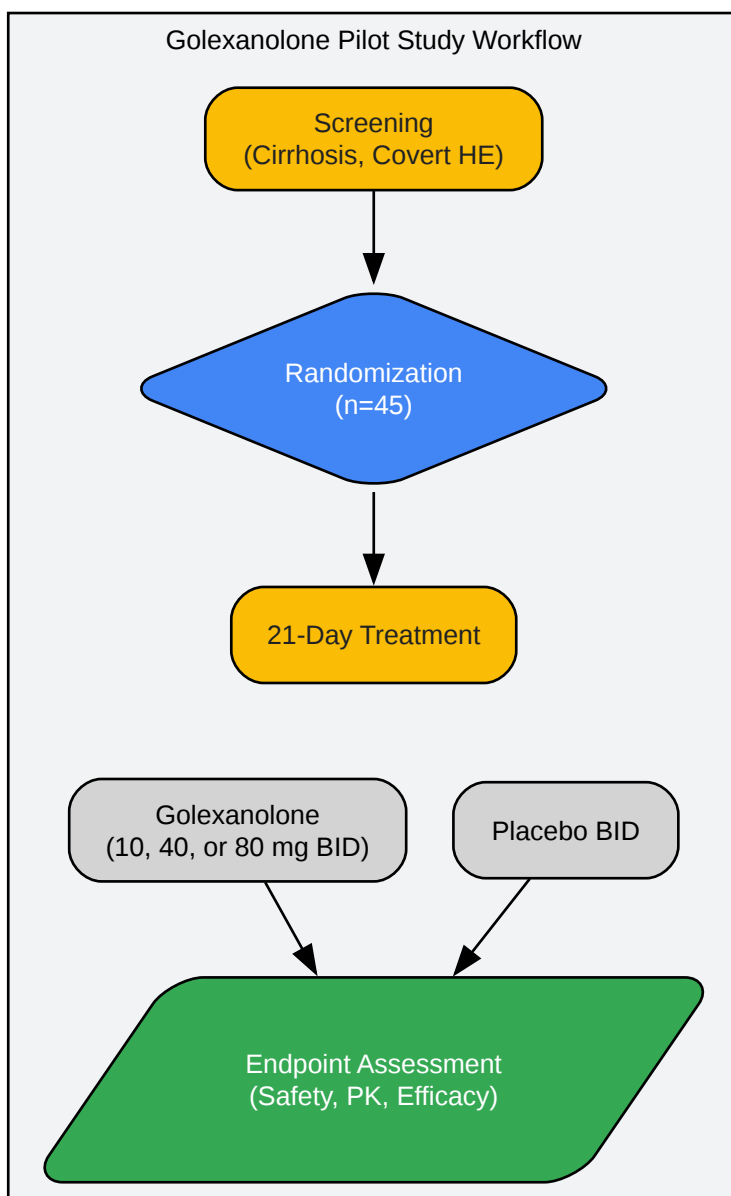 Golexanolone Pilot Study Workflow
Screening
(Cirrhosis, Covert HE)
Randomization
(n=45)
21-Day Treatment
Golexanolone
(10, 40, or 80 mg BID)
Placebo BID
Endpoint Assessment
(Safety, PK, Efficacy)